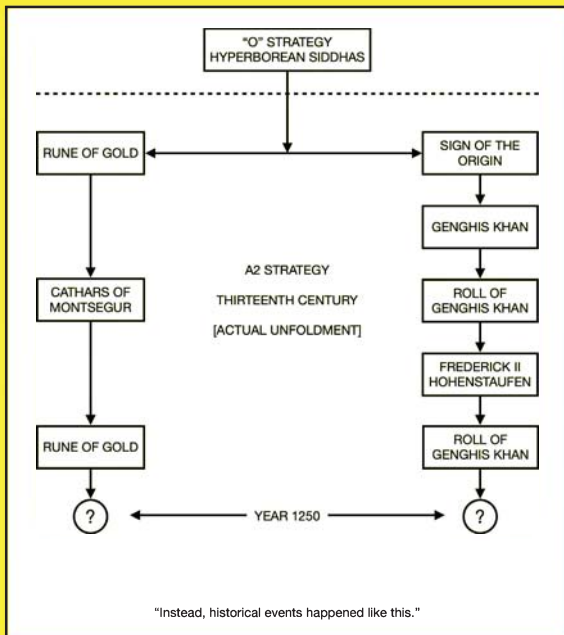 “O” STRATEGY
HYPERBOREAN SIDDHAS
RUNE OF GOLD
SIGN OF THE
ORIGIN
GENGHIS KHAN
A2 STRATEGY
THIRTEENTH CENTURY
[ACTUAL UNFOLDMENT]
CATHARS OF
MONTSEGUR
ROLL OF
GENGHIS KHAN
FREDERICK II
HOHENSTAUFEN
RUNE OF GOLD
ROLL OF
GENGHIS KHAN
?
YEAR 1250
?
“Instead, historical events happened like this.”